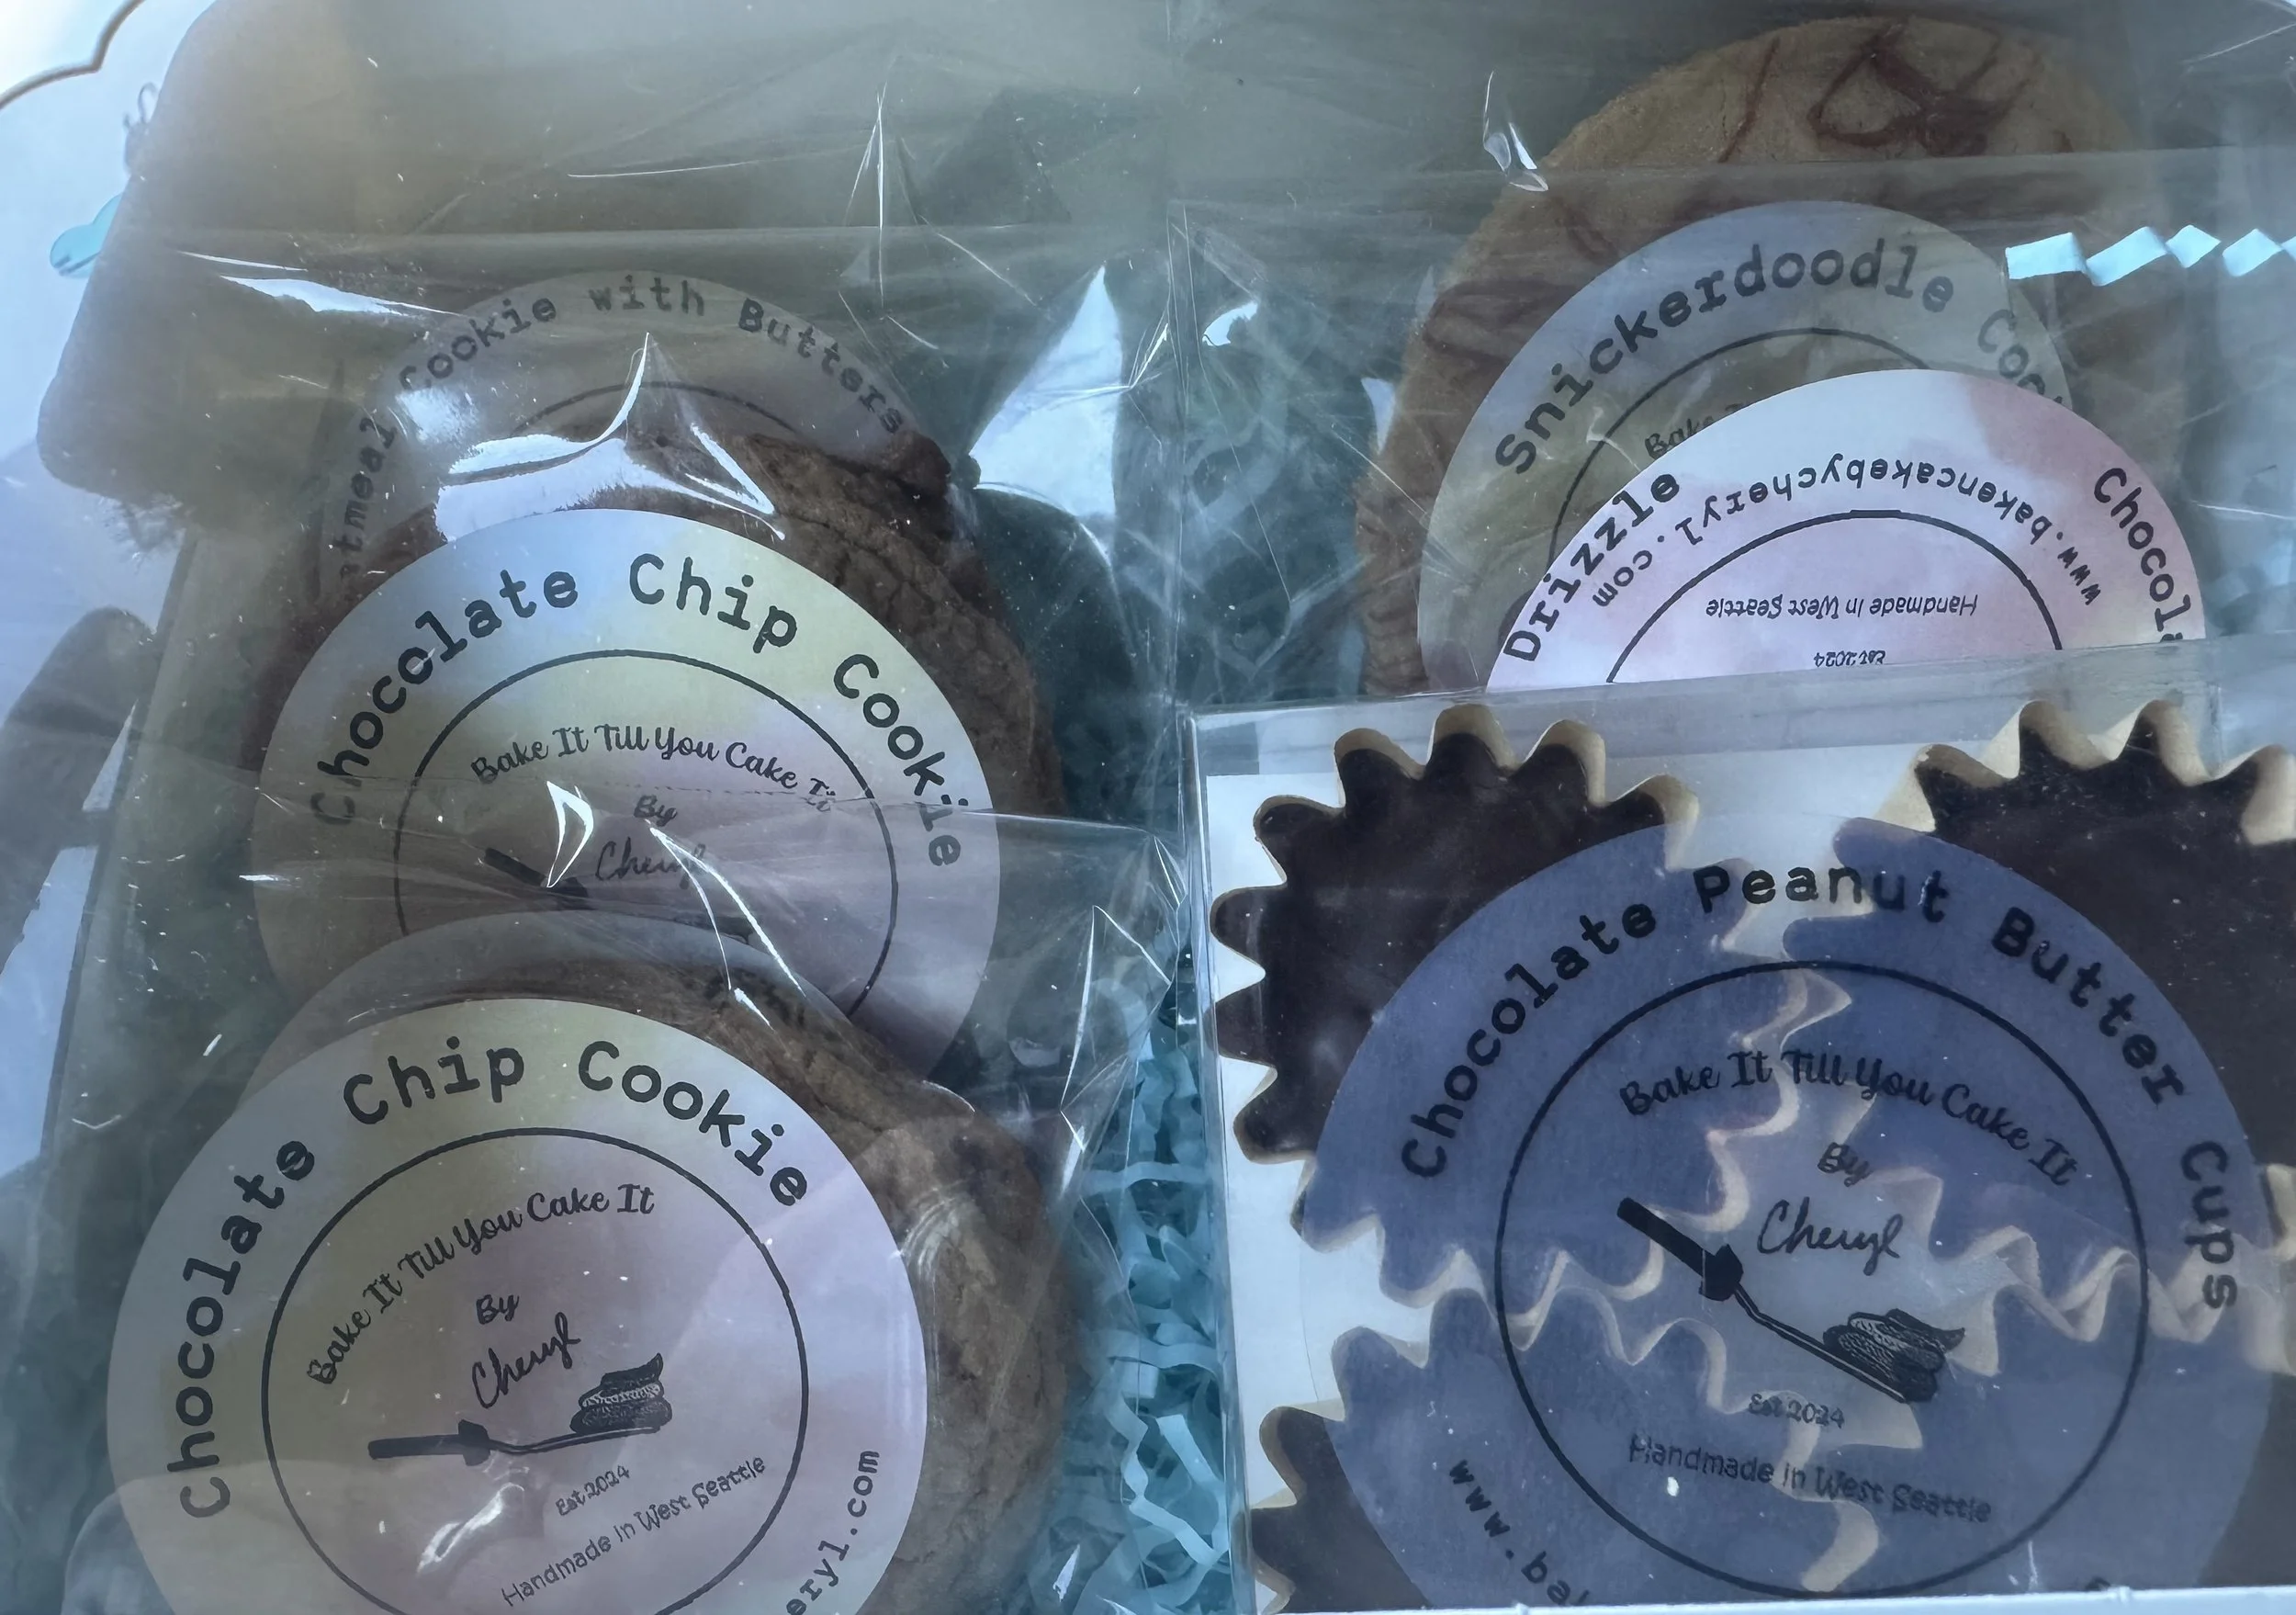 Cookie with Butters
Chocolate Chip Cookie
Bake It Till You Cake It
By
Cheryl
Chocolate Chip Cookie
Bake It Till You Cake It
By
Cheryl
Est 2024
Handmade in West Seattle
eryl.com
Snickerdoodle
Bake
Drizzle
Chocola
www.bakencakebycheryl.com
Handmade in West Seattle
Est 2024
Chocolate Peanut Butter Cups
Bake It Till You Cake It
By
Cheryl
Est 2024
Handmade in West Seattle
www.bak